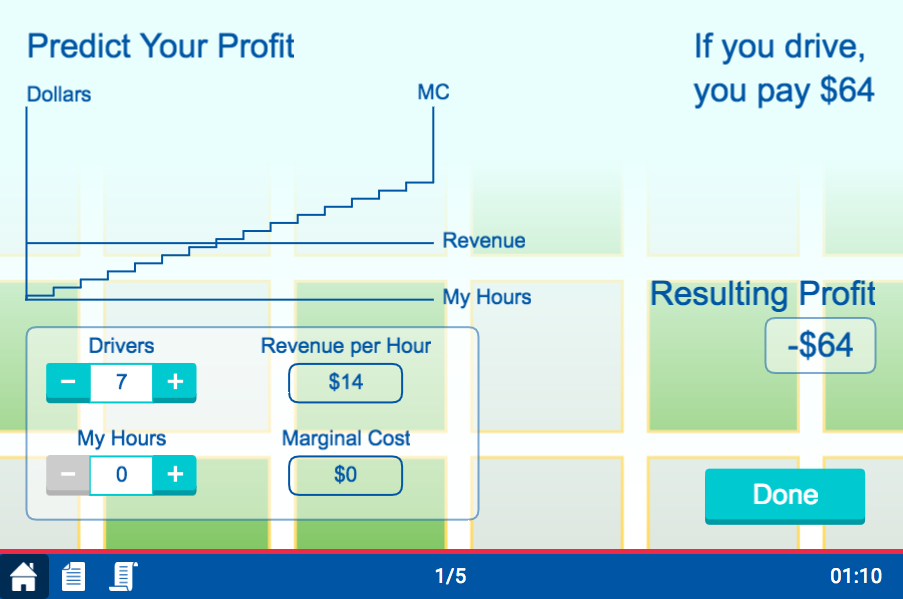 Predict Your Profit
If you drive,
you pay $64
Dollars
MC
Revenue
My Hours
Resulting Profit
-$64
Drivers
Revenue per Hour
− 7 +
$14
My Hours
Marginal Cost
− 0 +
$0
Done
1/5
01:10